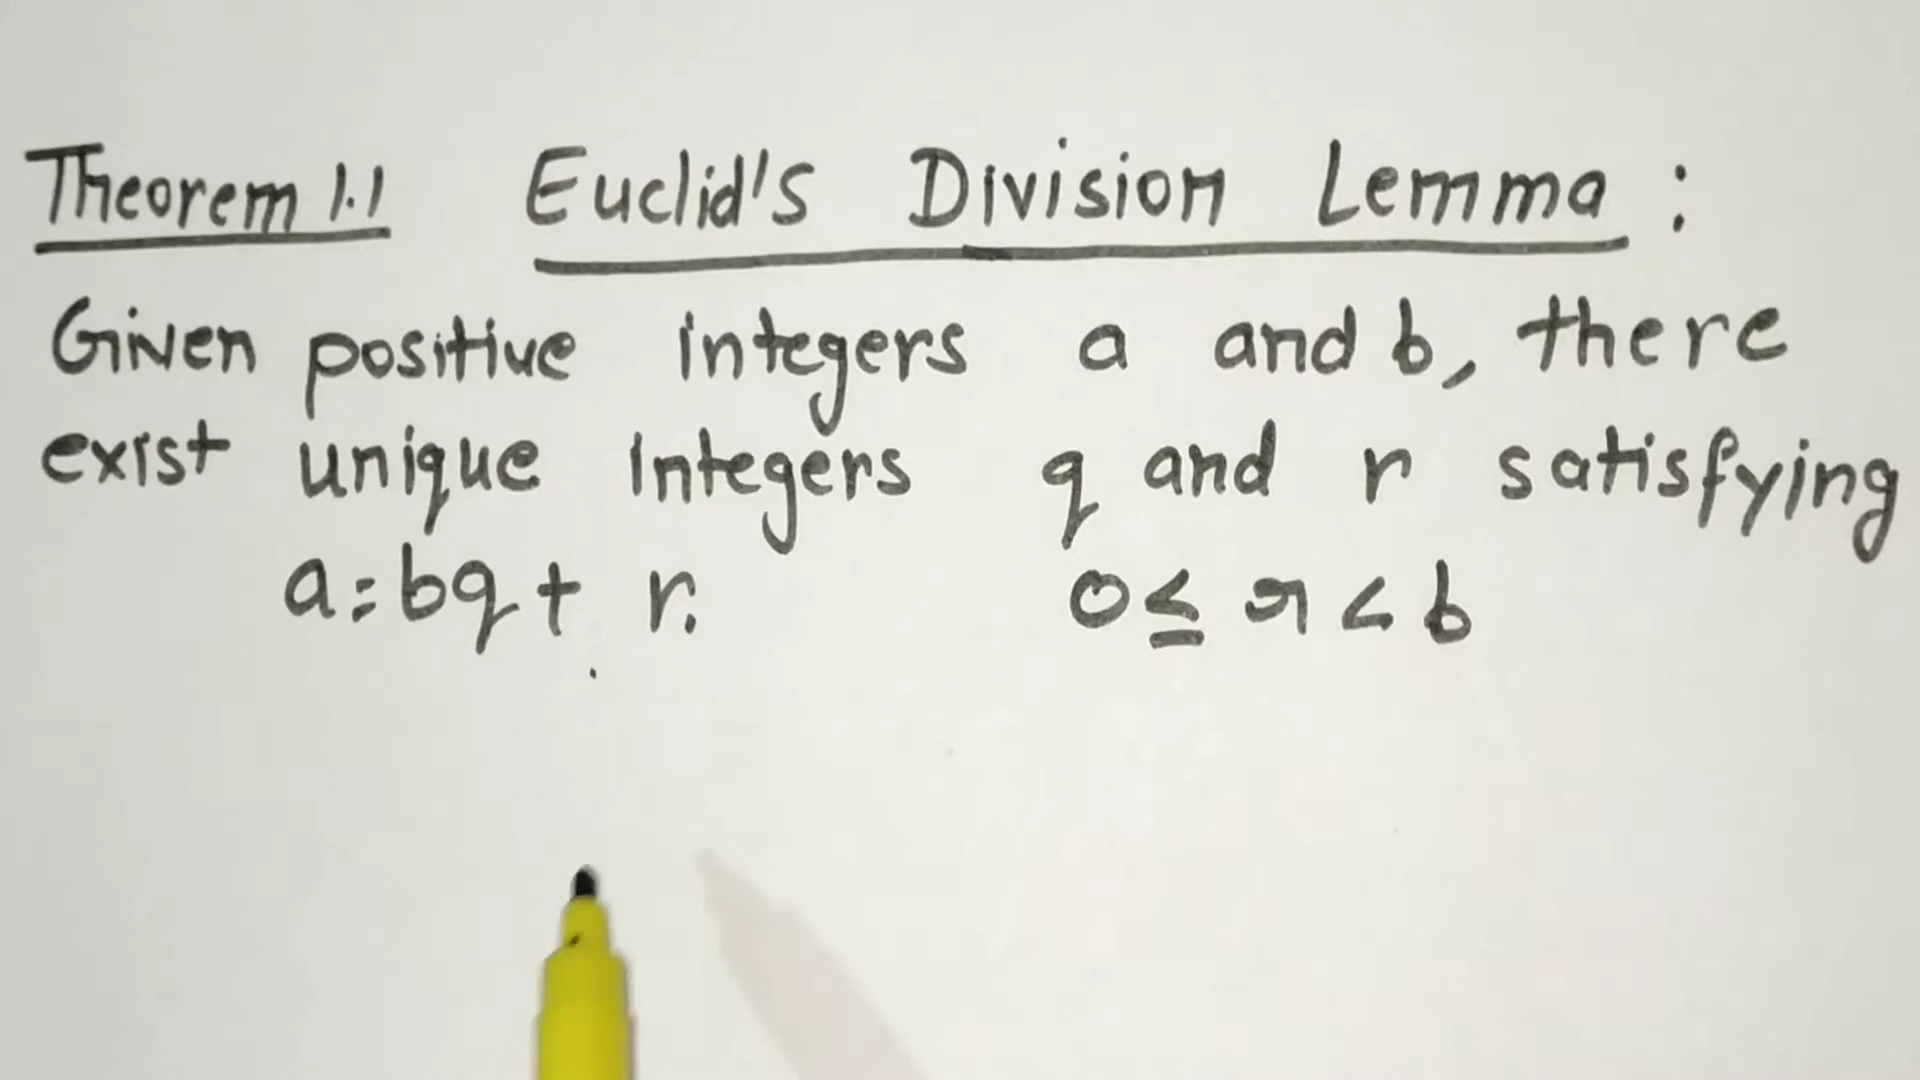 Theorem 1.1 Euclid's Division Lemma :
Given positive integers a and b, there
exist unique integers q and r satisfying
a = bq + r. 0 ≤ r < b